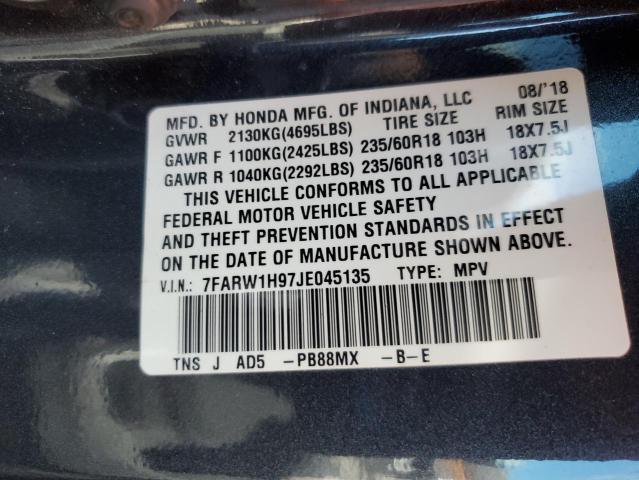 MFD. BY HONDA MFG. OF INDIANA, LLC 08/'18
GVWR 2130KG(4695LBS) TIRE SIZE RIM SIZE
GAWR F 1100KG(2425LBS) 235/60R18 103H 18X7.5J
GAWR R 1040KG(2292LBS) 235/60R18 103H 18X7.5J
THIS VEHICLE CONFORMS TO ALL APPLICABLE
FEDERAL MOTOR VEHICLE SAFETY
AND THEFT PREVENTION STANDARDS IN EFFECT
ON THE DATE OF MANUFACTURE SHOWN ABOVE.
V.I.N.: 7FARW1H97JE045135 TYPE: MPV
TNS J AD5 -PB88MX -B-E